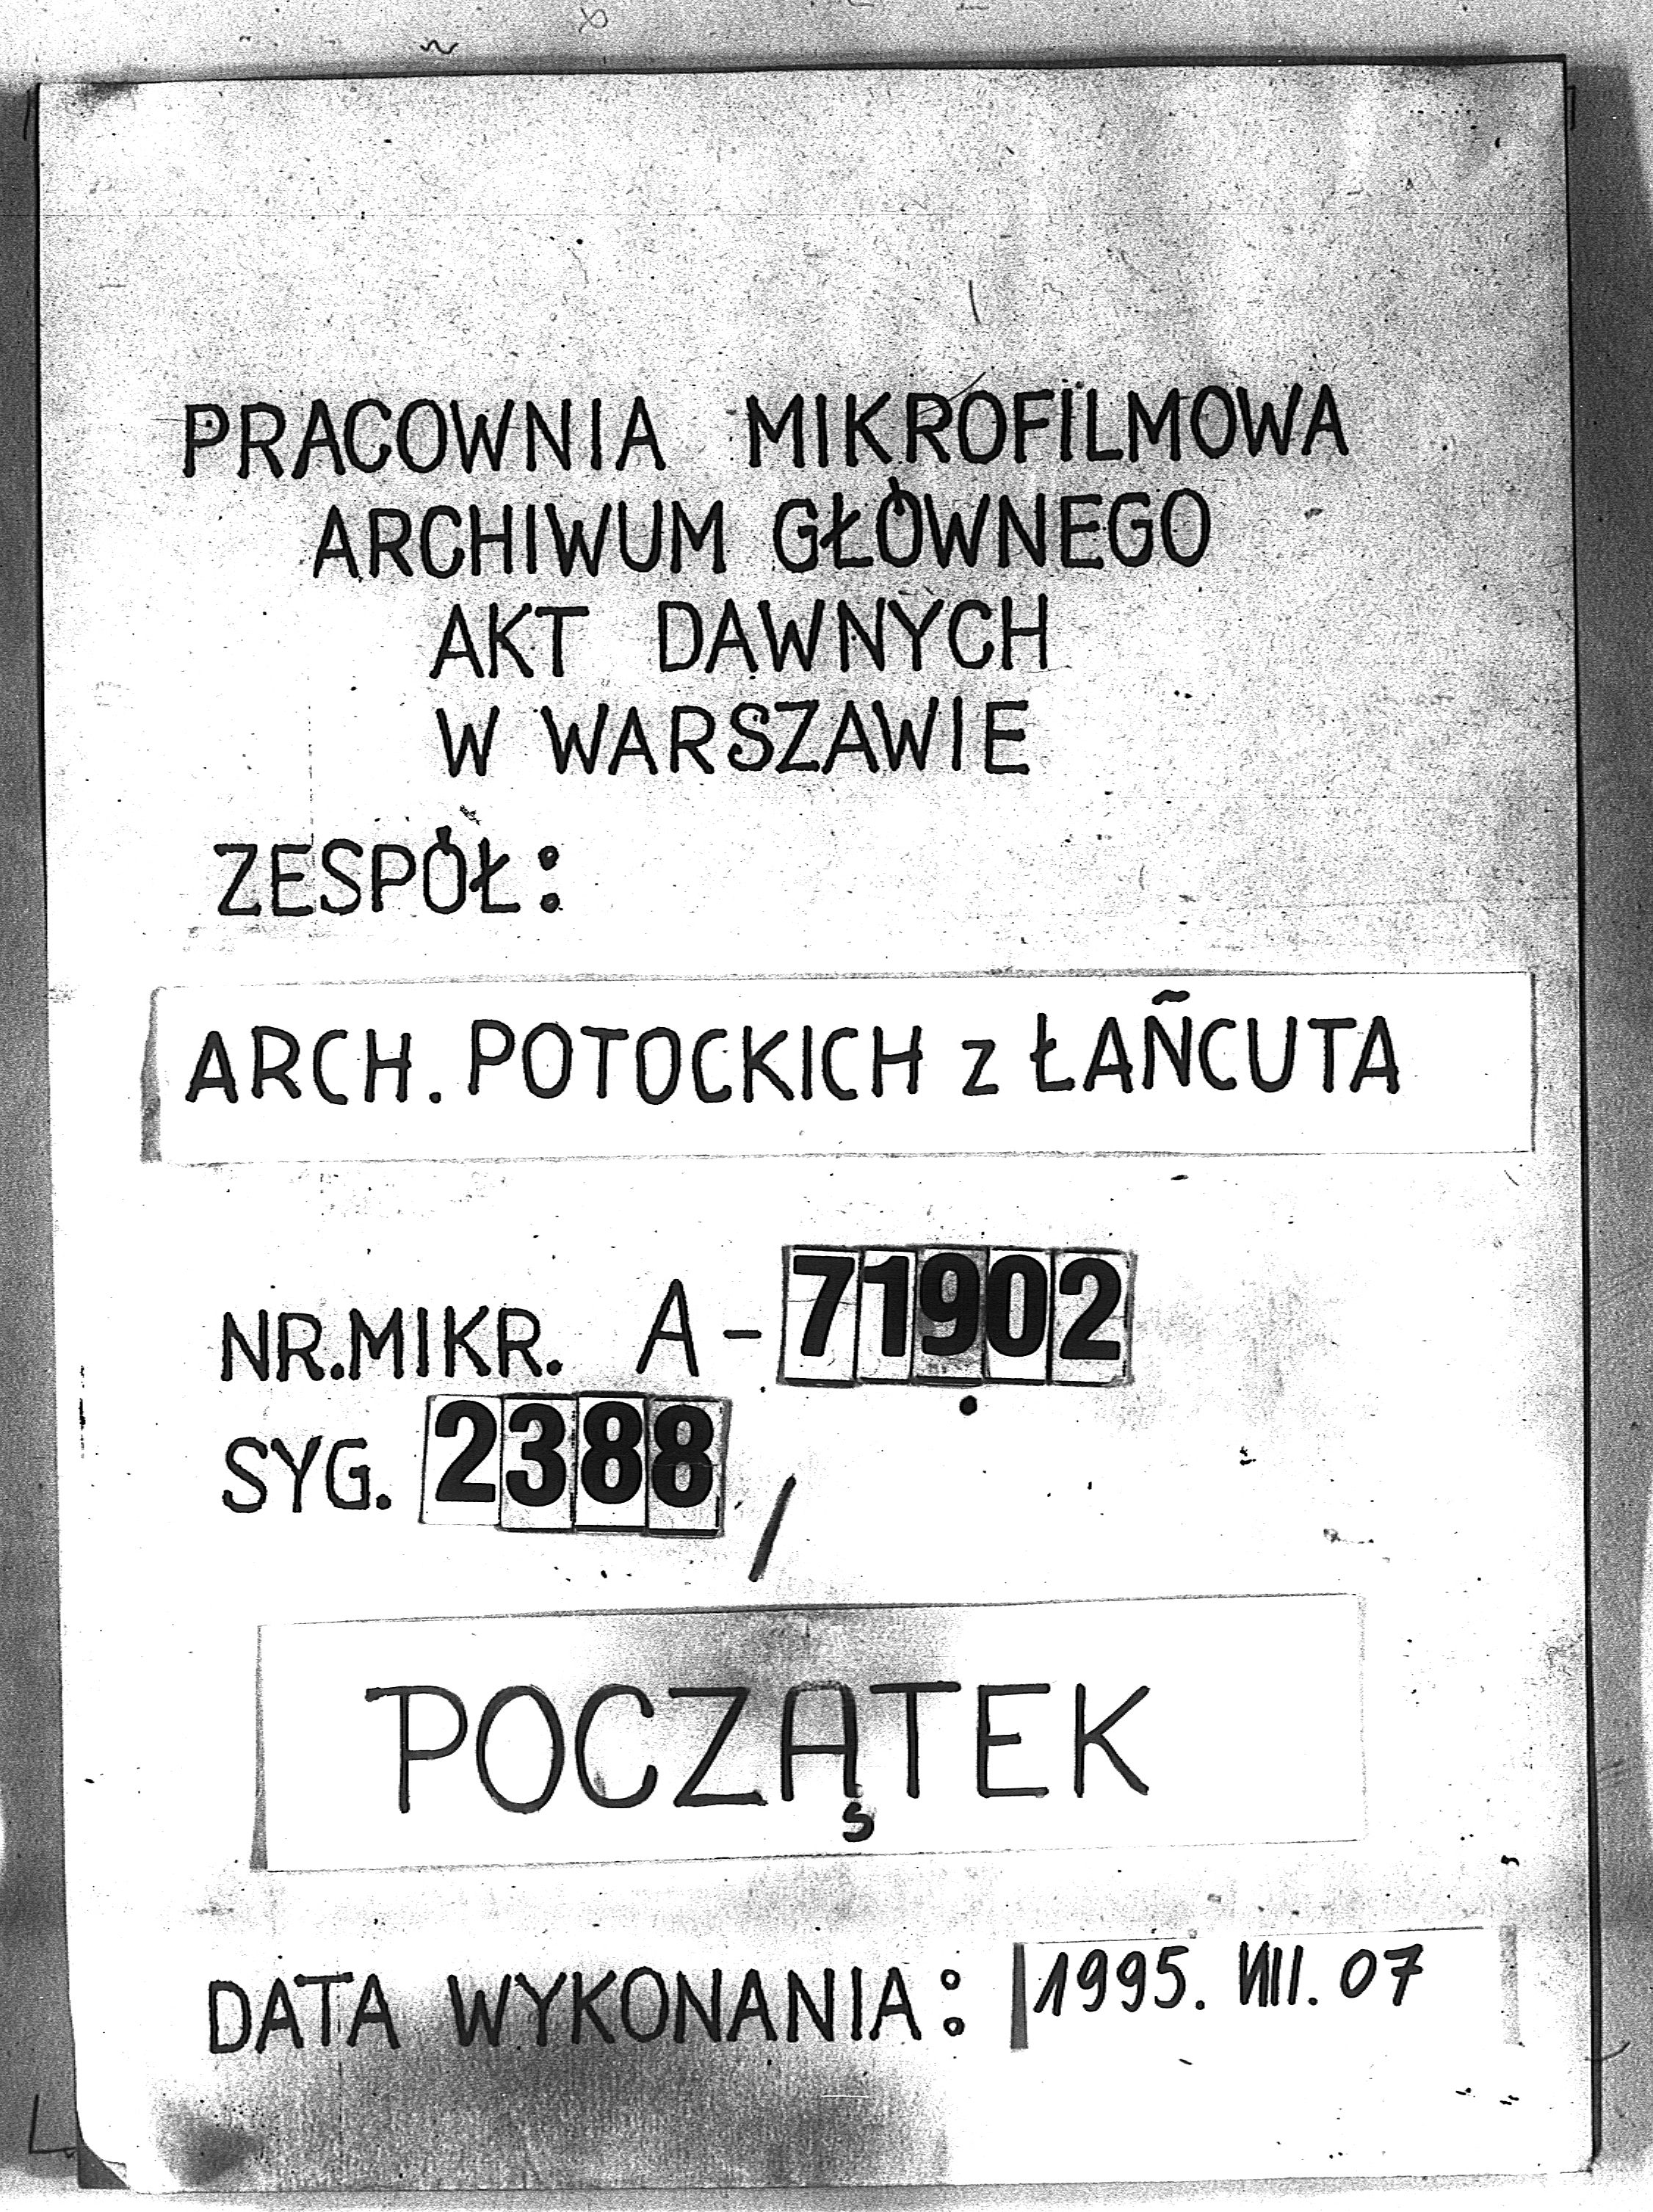 PRACOWNIA MIKROFILMOWA
ARCHIWUM GŁÓWNEGO
AKT DAWNYCH
W WARSZAWIE
ZESPÓŁ:
ARCH. POTOCKICH z ŁAŃCUTA
NR.MIKR. A-71902
SYG. 2388/
POCZĄTEK
DATA WYKONANIA: 1995. VIII. 07